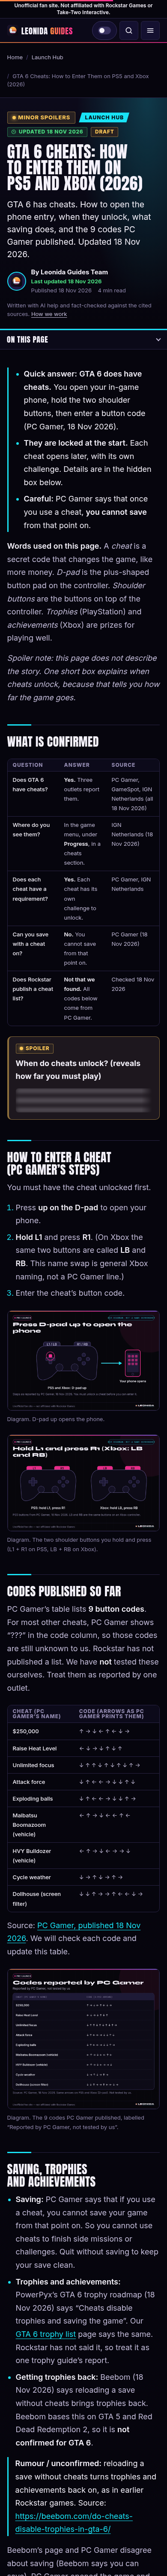 Unofficial fan site. Not affiliated with Rockstar Games or
Take-Two Interactive.
LEONIDA GUIDES
Home / Launch Hub
/ GTA 6 Cheats: How to Enter Them on PS5 and Xbox
(2026)
MINOR SPOILERS
LAUNCH HUB
UPDATED 18 NOV 2026
DRAFT
GTA 6 CHEATS: HOW
TO ENTER THEM ON
PS5 AND XBOX (2026)
GTA 6 has cheats. How to open the
phone entry, when they unlock, what
saving does, and the 9 codes PC
Gamer published. Updated 18 Nov
2026.
By Leonida Guides Team
Last updated 18 Nov 2026
Published 18 Nov 2026 4 min read
Written with AI help and fact-checked against the cited
sources. How we work
ON THIS PAGE
Quick answer: GTA 6 does have
cheats. You open your in-game
phone, hold the two shoulder
buttons, then enter a button code
(PC Gamer, 18 Nov 2026).
They are locked at the start. Each
cheat opens later, with its own
challenge. Details are in the hidden
box below.
Careful: PC Gamer says that once
you use a cheat, you cannot save
from that point on.
Words used on this page. A cheat is a
secret code that changes the game, like
more money. D-pad is the plus-shaped
button pad on the controller. Shoulder
buttons are the buttons on top of the
controller. Trophies (PlayStation) and
achievements (Xbox) are prizes for
playing well.
Spoiler note: this page does not describe
the story. One short box explains when
cheats unlock, because that tells you how
far the game goes.
WHAT IS CONFIRMED
QUESTION ANSWER SOURCE
Does GTA 6 have cheats? Yes. Three outlets report them. PC Gamer, GameSpot, IGN Netherlands (all 18 Nov 2026)
Where do you see them? In the game menu, under Progress, in a cheats section. IGN Netherlands (18 Nov 2026)
Does each cheat have a requirement? Yes. Each cheat has its own challenge to unlock. PC Gamer, IGN Netherlands
Can you save with a cheat on? No. You cannot save from that point on. PC Gamer (18 Nov 2026)
Does Rockstar publish a cheat list? Not that we found. All codes below come from PC Gamer. Checked 18 Nov 2026
SPOILER
When do cheats unlock? (reveals
how far you must play)
HOW TO ENTER A CHEAT
(PC GAMER'S STEPS)
You must have the cheat unlocked first.
1. Press up on the D-pad to open your
phone.
2. Hold L1 and press R1. (On Xbox the
same two buttons are called LB and
RB. This name swap is general Xbox
naming, not a PC Gamer line.)
3. Enter the cheat's button code.
Press D-pad up to open the
phone
Diagram. D-pad up opens the phone.
Hold L1 and press R1 (Xbox: LB
and RB)
Diagram. The two shoulder buttons you hold and press
(L1 + R1 on PS5, LB + RB on Xbox).
CODES PUBLISHED SO FAR
PC Gamer's table lists 9 button codes.
For most other cheats, PC Gamer shows
"???" in the code column, so those codes
are still unknown to us. Rockstar has not
published a list. We have not tested these
ourselves. Treat them as reported by one
outlet.
CHEAT (PC GAMER'S NAME) CODE (ARROWS AS PC GAMER PRINTS THEM)
$250,000
Raise Heat Level
Unlimited focus
Attack force
Exploding balls
Maibatsu
Boomazoom
(vehicle)
HVY Bulldozer
(vehicle)
Cycle weather
Dollhouse (screen
filter)
Source: PC Gamer, published 18 Nov
2026. We will check each code and
update this table.
Codes reported by PC Gamer
Diagram. The 9 codes PC Gamer published, labelled
"Reported by PC Gamer, not tested by us".
SAVING, TROPHIES
AND ACHIEVEMENTS
Saving: PC Gamer says that if you use
a cheat, you cannot save your game
from that point on. So you cannot use
cheats to finish side missions or
challenges. Quit without saving to keep
your save clean.
Trophies and achievements:
PowerPyx's GTA 6 trophy roadmap (18
Nov 2026) says "Cheats disable
trophies and saving the game". Our
GTA 6 trophy list page says the same.
Rockstar has not said it, so treat it as
one trophy guide's report.
Getting trophies back: Beebom (18
Nov 2026) says reloading a save
without cheats brings trophies back.
Beebom bases this on GTA 5 and Red
Dead Redemption 2, so it is not
confirmed for GTA 6.
Rumour / unconfirmed: reloading a
save without cheats turns trophies and
achievements back on, as in earlier
Rockstar games. Source:
https://beebom.com/do-cheats-
disable-trophies-in-gta-6/
Beebom's page and PC Gamer disagree
about saving (Beebom says you can